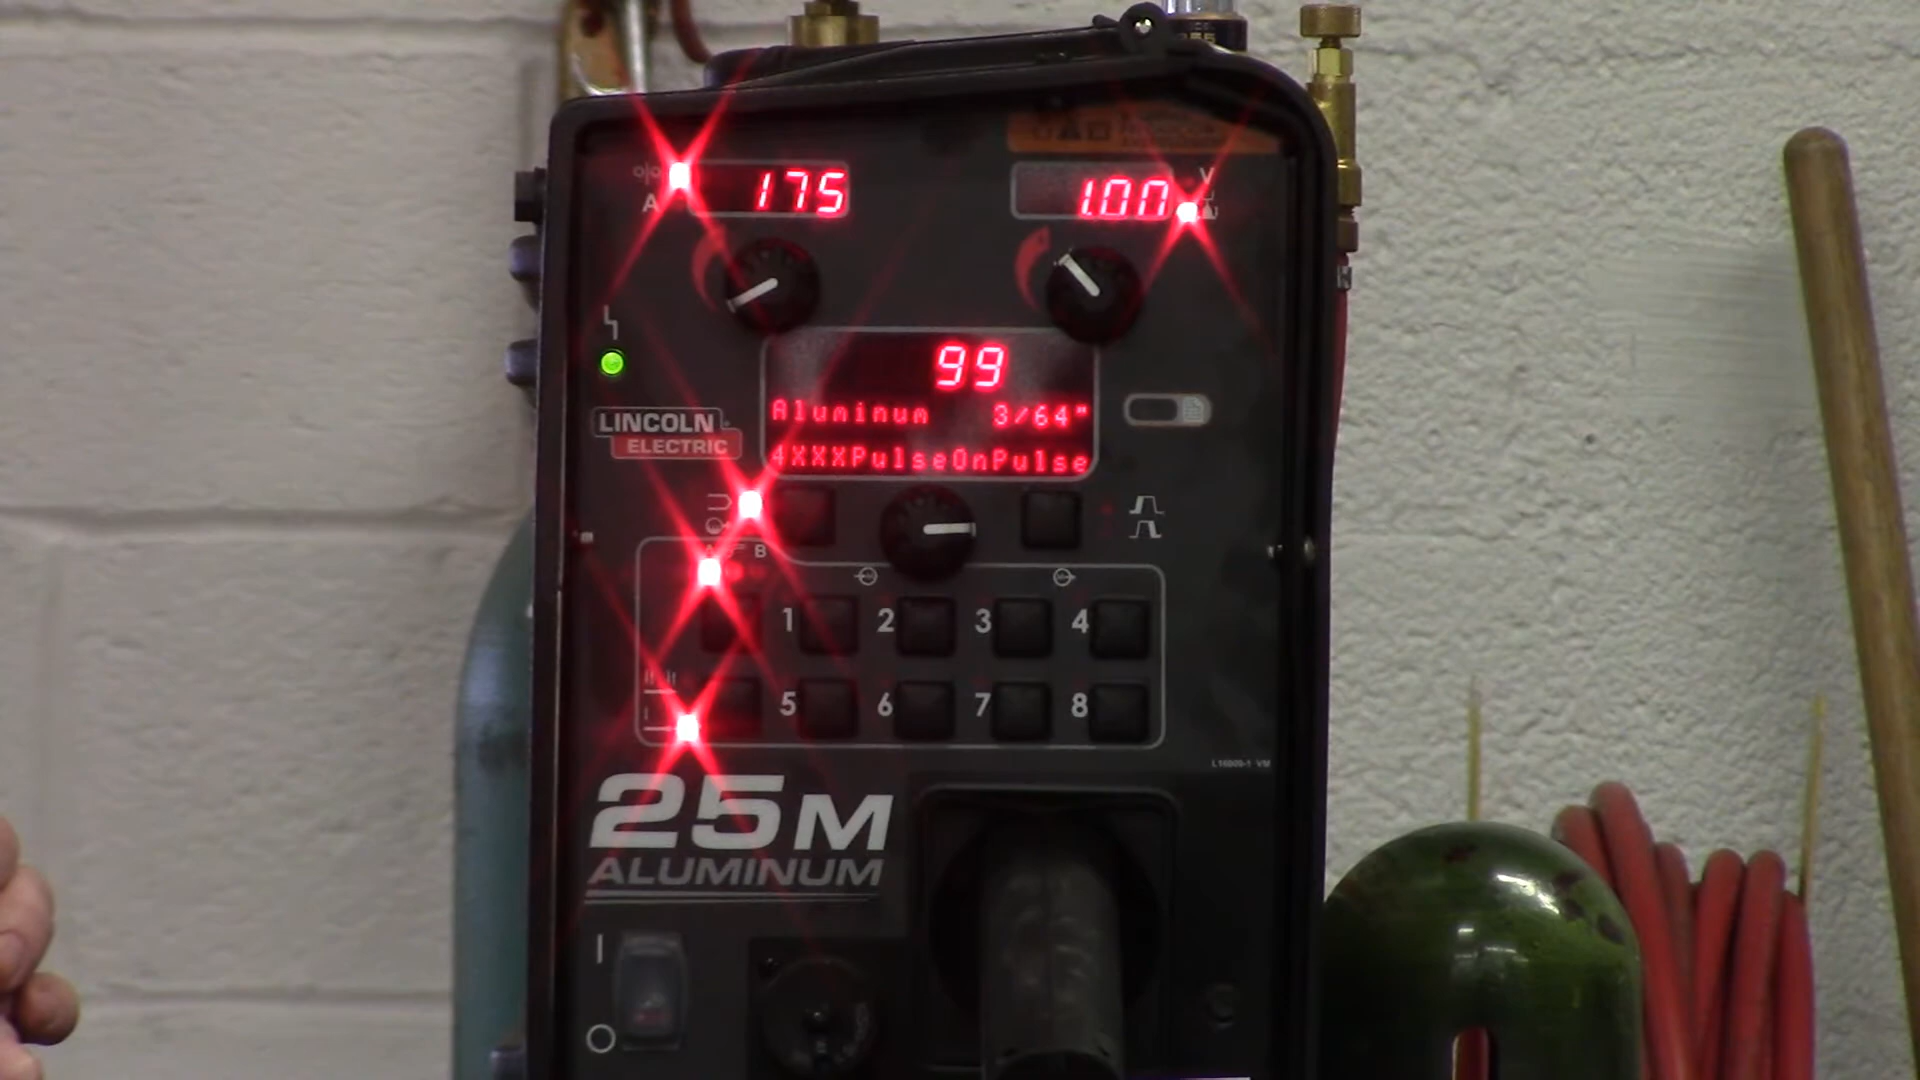 A
175
1.00
V
99
Aluminum 3/64"
4XXXPulseOnPulse
LINCOLN
ELECTRIC
B
1 2 3 4
5 6 7 8
25M
ALUMINUM
I
O